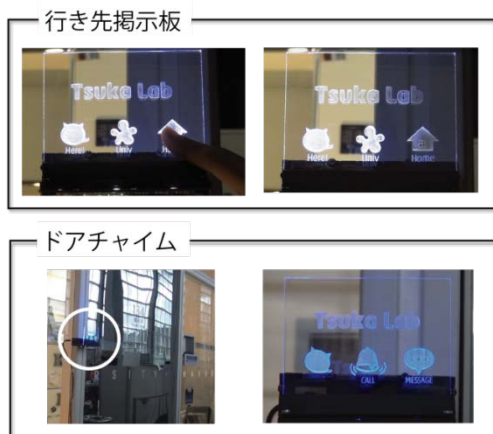 行き先掲示板
Tsuka Lab
Here!
Univ
Tsuka Lab
Here!
Univ
Home
ドアチャイム
Tsuka Lab
CALL
MESSAGE